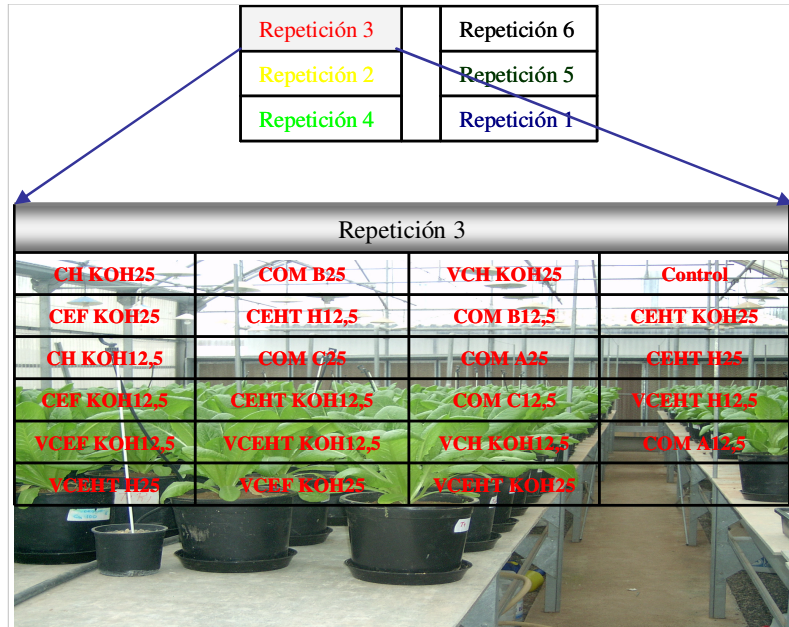 Repetición 3 Repetición 6
Repetición 2 Repetición 5
Repetición 4 Repetición 1
Repetición 3
CH KOH25 COM B25 VCH KOH25 Control
CEF KOH25 CEHT H12,5 COM B12,5 CEHT KOH25
CH KOH12,5 COM C25 COM A25 CEHT H25
CEF KOH12,5 CEHT KOH12,5 COM C12,5 VCEHT H12,5
VCEF KOH12,5 VCEHT KOH12,5 VCH KOH12,5 COM A12,5
VCEHT H25 VCEF KOH25 VCEHT KOH25